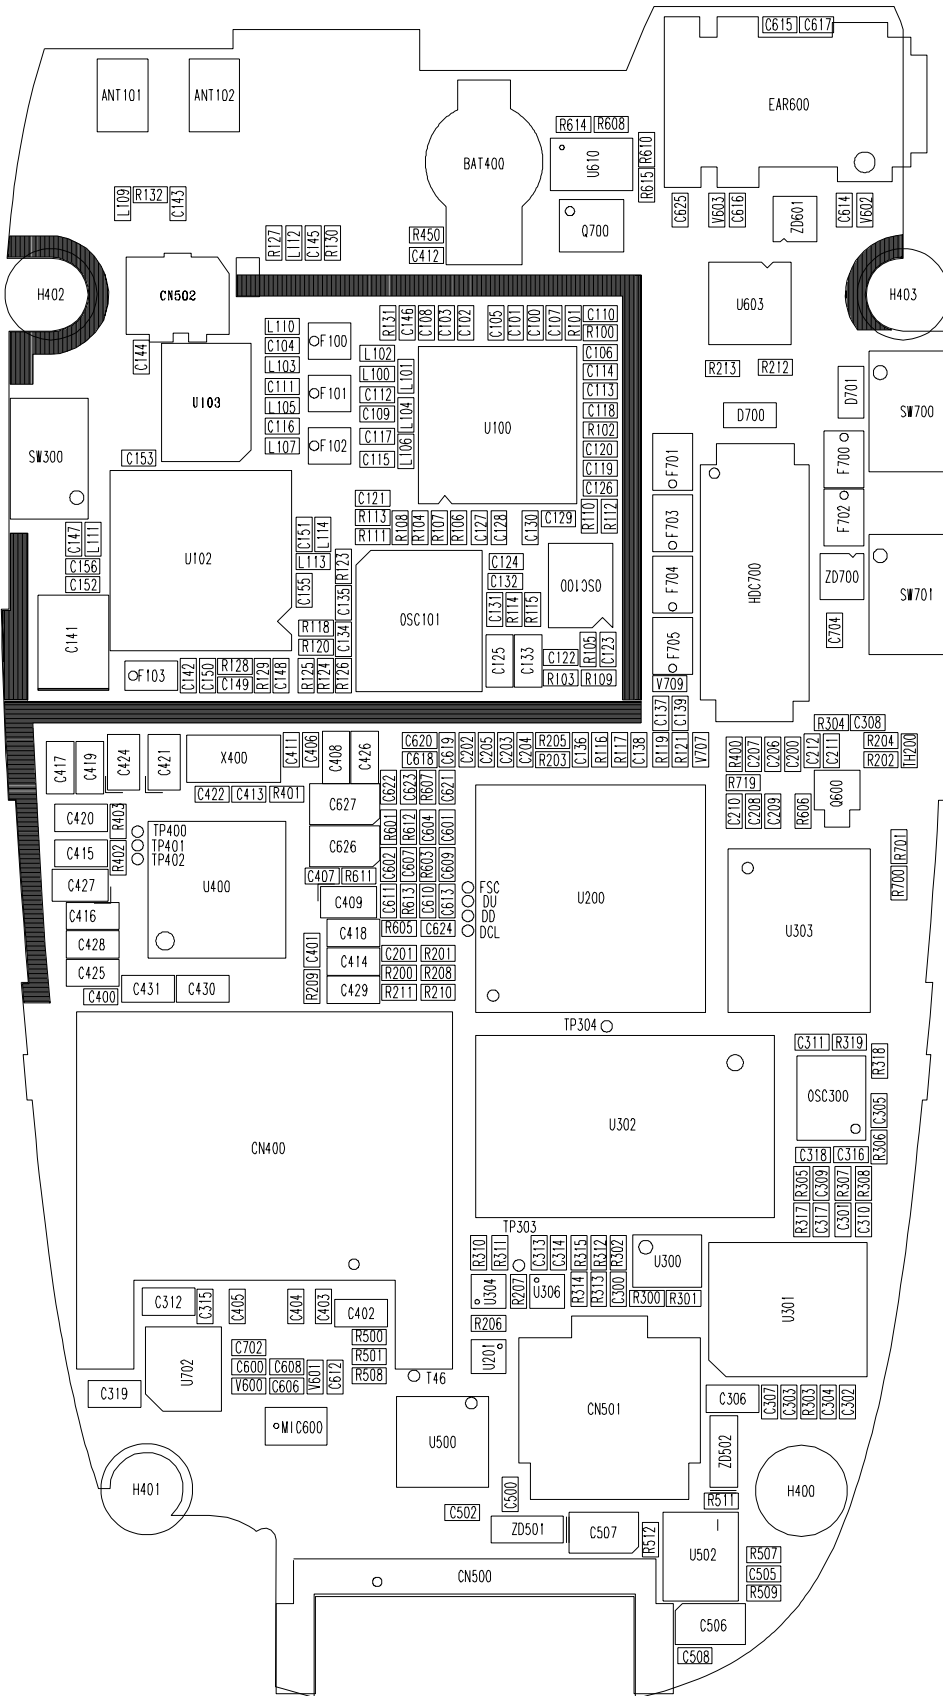 C615 C617
ANT101 ANT102
EAR600
R614 R608
BAT400
U610
R610
R615
L109
R132
C143
C625
V603
C616
ZD601
C614
V602
Q700
R127
L112
C145
R130
R450
C412
H402
CN502
U603
H403
L110
C104
L103
C111
L105
C116
L107
F100
F101
F102
R131
C146
C108
C103
C102
C105
C101
C100
C107
R101
C110
R100
C144
U103
L102
L100
C112
C109
C117
C115
L101
L104
L106
U100
C106
C114
C113
C118
R102
C120
C119
C126
R213 R212
D700
D701
SW700
SW300
C153
F701
F703
F704
F705
HDC700
F700
F702
ZD700
C704
SW701
C147
L111
C156
C152
U102
C151
L114
L113
C155
R123
C135
C134
R118
R120
C121
R113
R111
R108
R104
R107
R106
C127
C128
C130
C129
R110
R112
C141
OSC101
C124
C132
C131
R114
R115
OSC100
F103
C142
C150
R128
C149
R129
C148
R125
R124
R126
C125
C133
C122
R103
R105
C123
R109
V709
C137
C139
R304 C308
C417
C419
C424
C421
X400
C411
C406
C408
C426
C620
C618
C619
C202
C205
C203
C204
R205
R203
C136
R116
R117
C138
R119
R121
V707
R400
C207
C206
C200
C212
C211
R204
R202
TH200
C422 C413 R401
C627
C622
C623
R607
C621
R719
C210
C208
C209
R606
Q600
C420
R403
TP400
TP401
TP402
C415
R402
U400
C626
R601
R612
C604
C601
C602
C607
R603
C609
C427
C407 R611
C409
C611
R613
C610
C613
FSC
DU
DD
DCL
U200
U303
R701
R700
C416
C428
C425
C400
C431 C430
C401
R209
C418
C414
C429
R605 C624
C201 R201
R200 R208
R211 R210
TP304
C311 R319
R318
OSC300
CN400
U302
C305
R306
C318 C316
R305
C309
R307
R308
R317
C317
C301
C310
TP303
R310
R311
C313
C314
R315
R312
R302
U300
U304
R207
U306
R314
R313
C300
R300 R301
U301
C312
C315
C405
C404
C403
C402
R206
U201
R500
R501
R508
U702
C702
C600
V600
C608
C606
V601
C612
T46
C319
CN501
C306
C307
C303
R303
C304
C302
MIC600
U500
ZD502
H401
C500
C502
R511
H400
ZD501
C507
R512
U502
R507
C505
R509
CN500
C506
C508